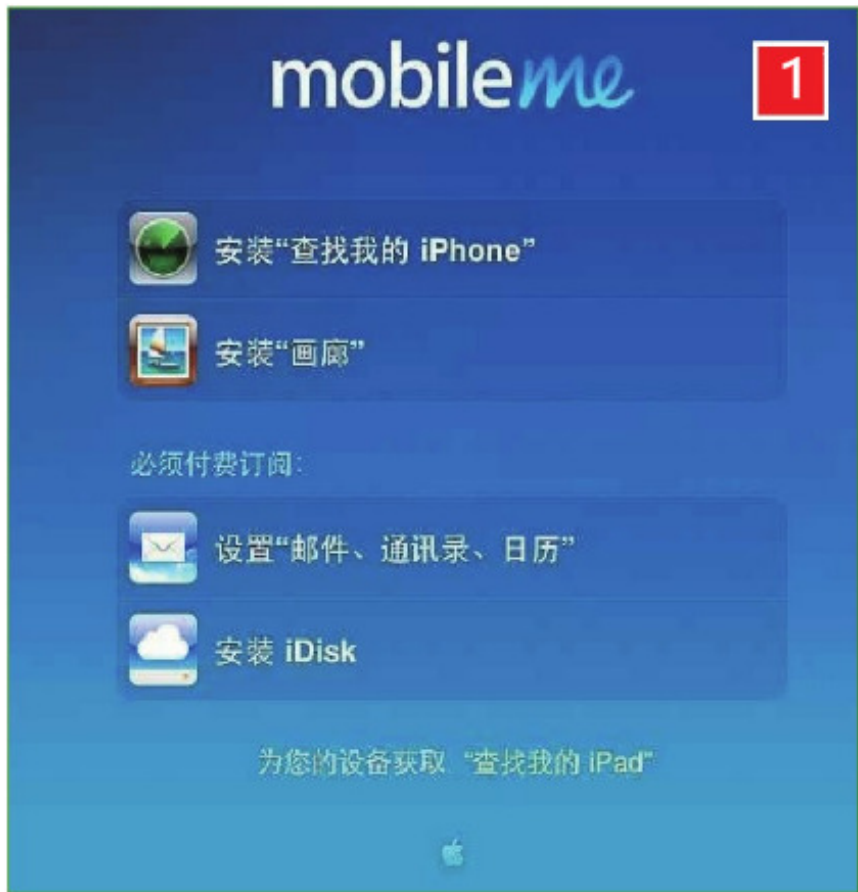 mobileme
1
安装“查找我的 iPhone”
安装“画廊”
必须付费订阅:
设置“邮件、通讯录、日历”
安装 iDisk
为您的设备获取 “查找我的 iPad”